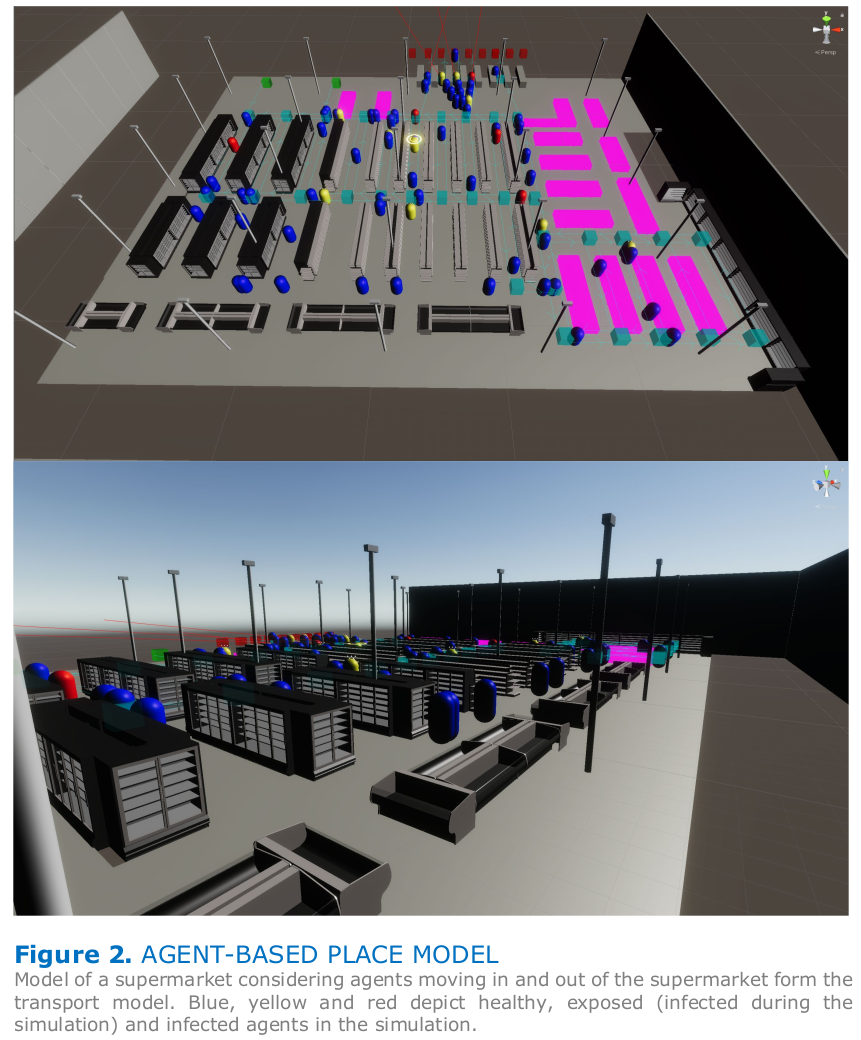 < Persp
Figure 2. AGENT-BASED PLACE MODEL
Model of a supermarket considering agents moving in and out of the supermarket form the
transport model. Blue, yellow and red depict healthy, exposed (infected during the
simulation) and infected agents in the simulation.